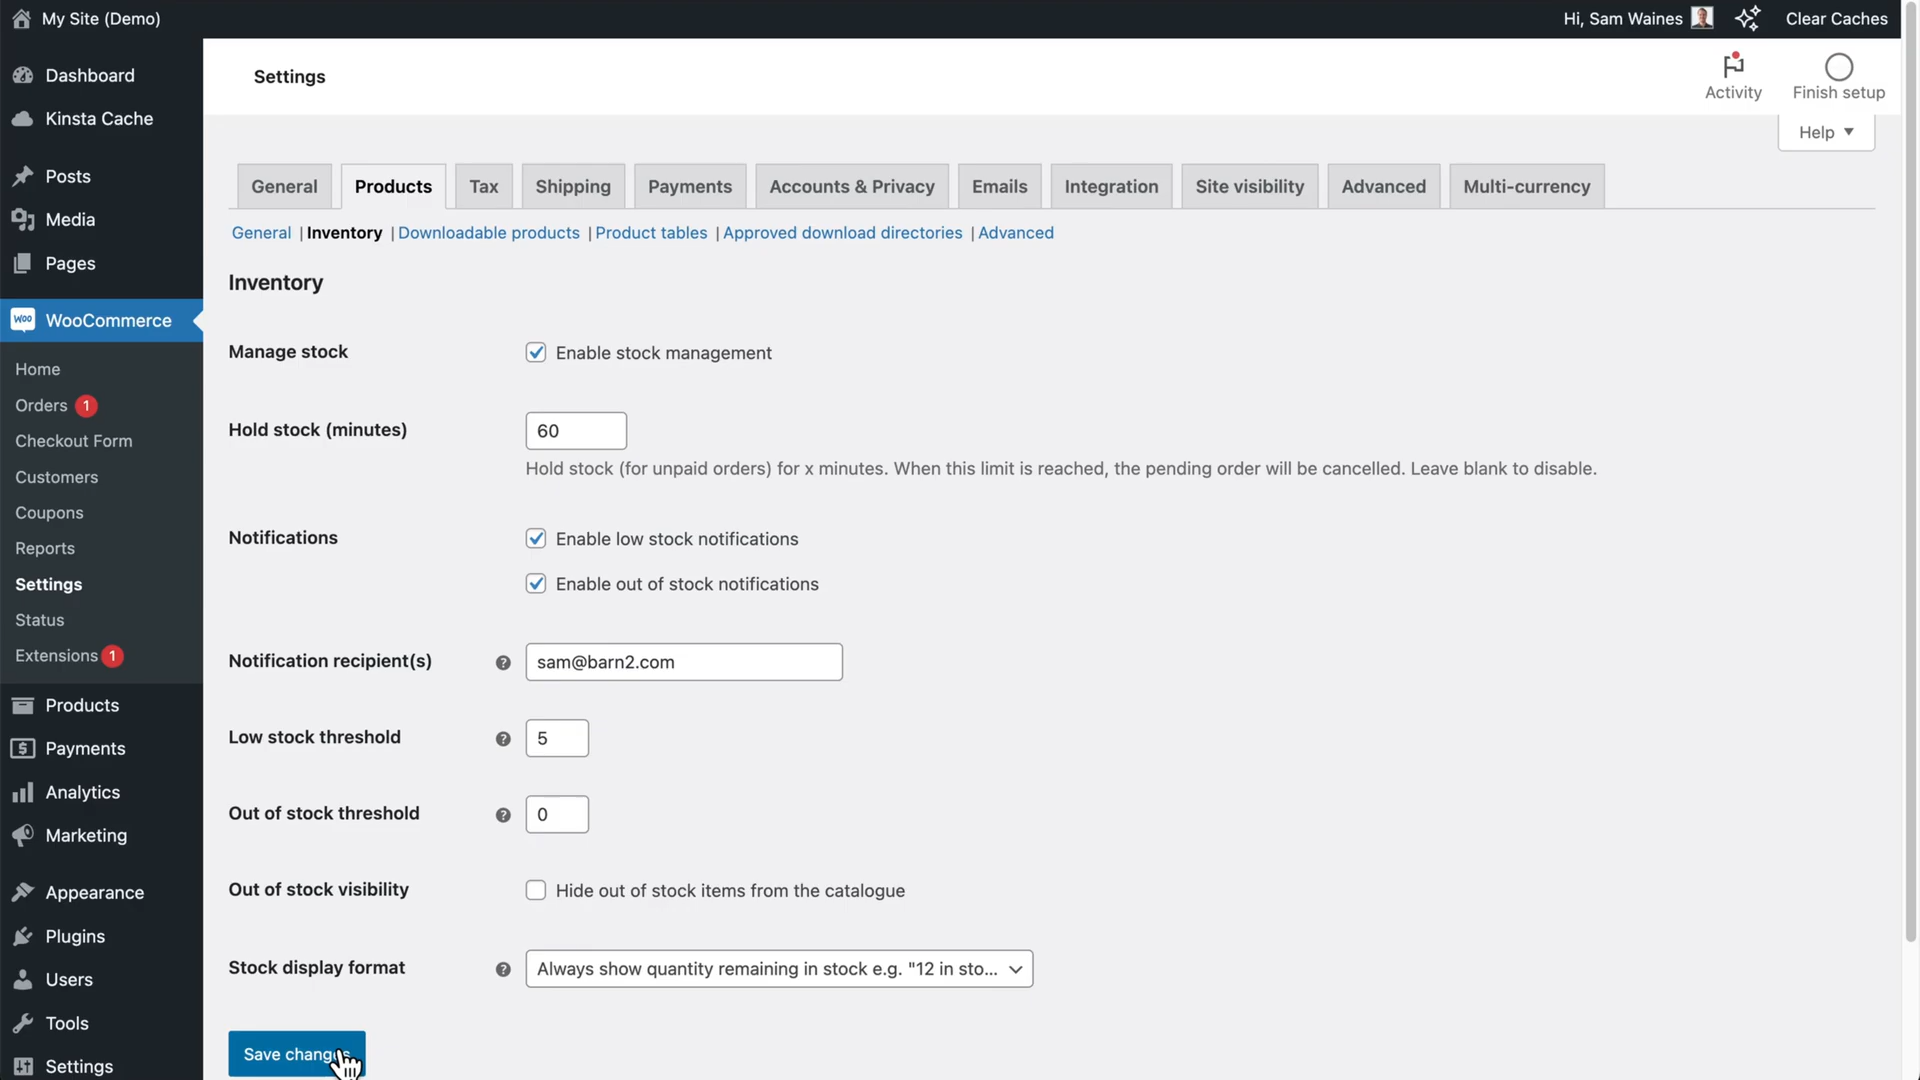 My Site (Demo)
Hi, Sam Waines
Clear Caches
Dashboard
Kinsta Cache
Posts
Media
Pages
WOO
WooCommerce
Home
Orders 1
Checkout Form
Customers
Coupons
Reports
Settings
Status
Extensions 1
Products
Payments
Analytics
Marketing
Appearance
Plugins
Users
Tools
Settings
Settings
Activity
Finish setup
Help
General
Products
Tax
Shipping
Payments
Accounts & Privacy
Emails
Integration
Site visibility
Advanced
Multi-currency
General | Inventory | Downloadable products | Product tables | Approved download directories | Advanced
Inventory
Manage stock
Enable stock management
Hold stock (minutes)
60
Hold stock (for unpaid orders) for x minutes. When this limit is reached, the pending order will be cancelled. Leave blank to disable.
Notifications
Enable low stock notifications
Enable out of stock notifications
Notification recipient(s)
?
sam@barn2.com
Low stock threshold
?
5
Out of stock threshold
?
0
Out of stock visibility
Hide out of stock items from the catalogue
Stock display format
?
Always show quantity remaining in stock e.g. "12 in sto...
Save changes